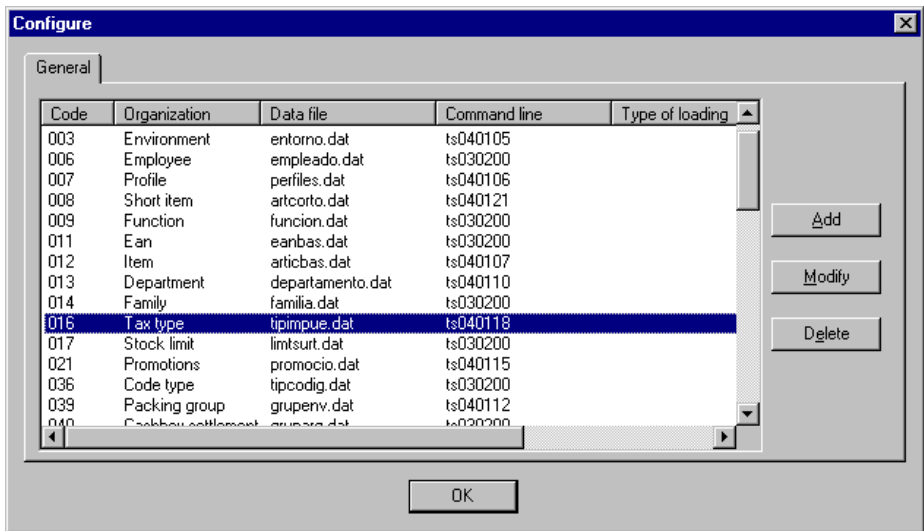 Configure
General
Code Organization Data file Command line Type of loading
003 Environment entorno.dat ts040105
006 Employee empleado.dat ts030200
007 Profile perfiles.dat ts040106
008 Short item artcorto.dat ts040121
009 Function funcion.dat ts030200
011 Ean eanbas.dat ts030200
012 Item articbas.dat ts040107
013 Department departamento.dat ts040110
014 Family familia.dat ts030200
016 Tax type tipimpue.dat ts040118
017 Stock limit limtsurt.dat ts030200
021 Promotions promocio.dat ts040115
036 Code type tipcodig.dat ts030200
039 Packing group grupenv.dat ts040112
040 settlement ts030200
Add
Modify
Delete
OK